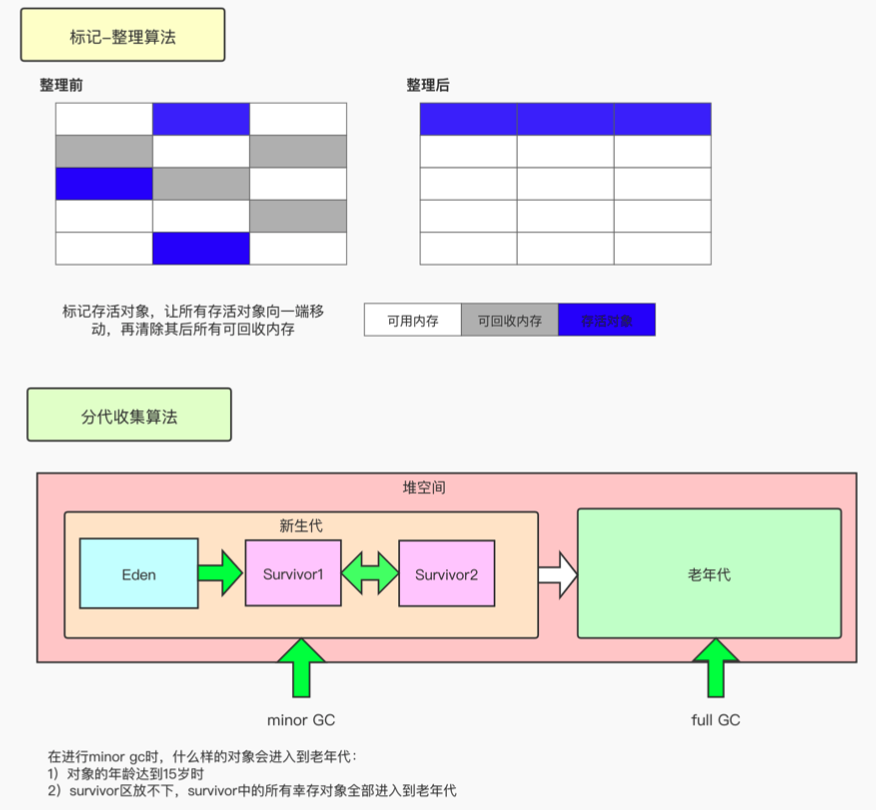 标记-整理算法
整理前
整理后
标记存活对象，让所有存活对象向一端移
动，再清除其后所有可回收内存
可用内存
可回收内存
存活对象
分代收集算法
堆空间
新生代
Eden
Survivor1
Survivor2
老年代
minor GC
full GC
在进行minor gc时，什么样的对象会进入到老年代：
1）对象的年龄达到15岁时
2）survivor区放不下，survivor中的所有幸存对象全部进入到老年代